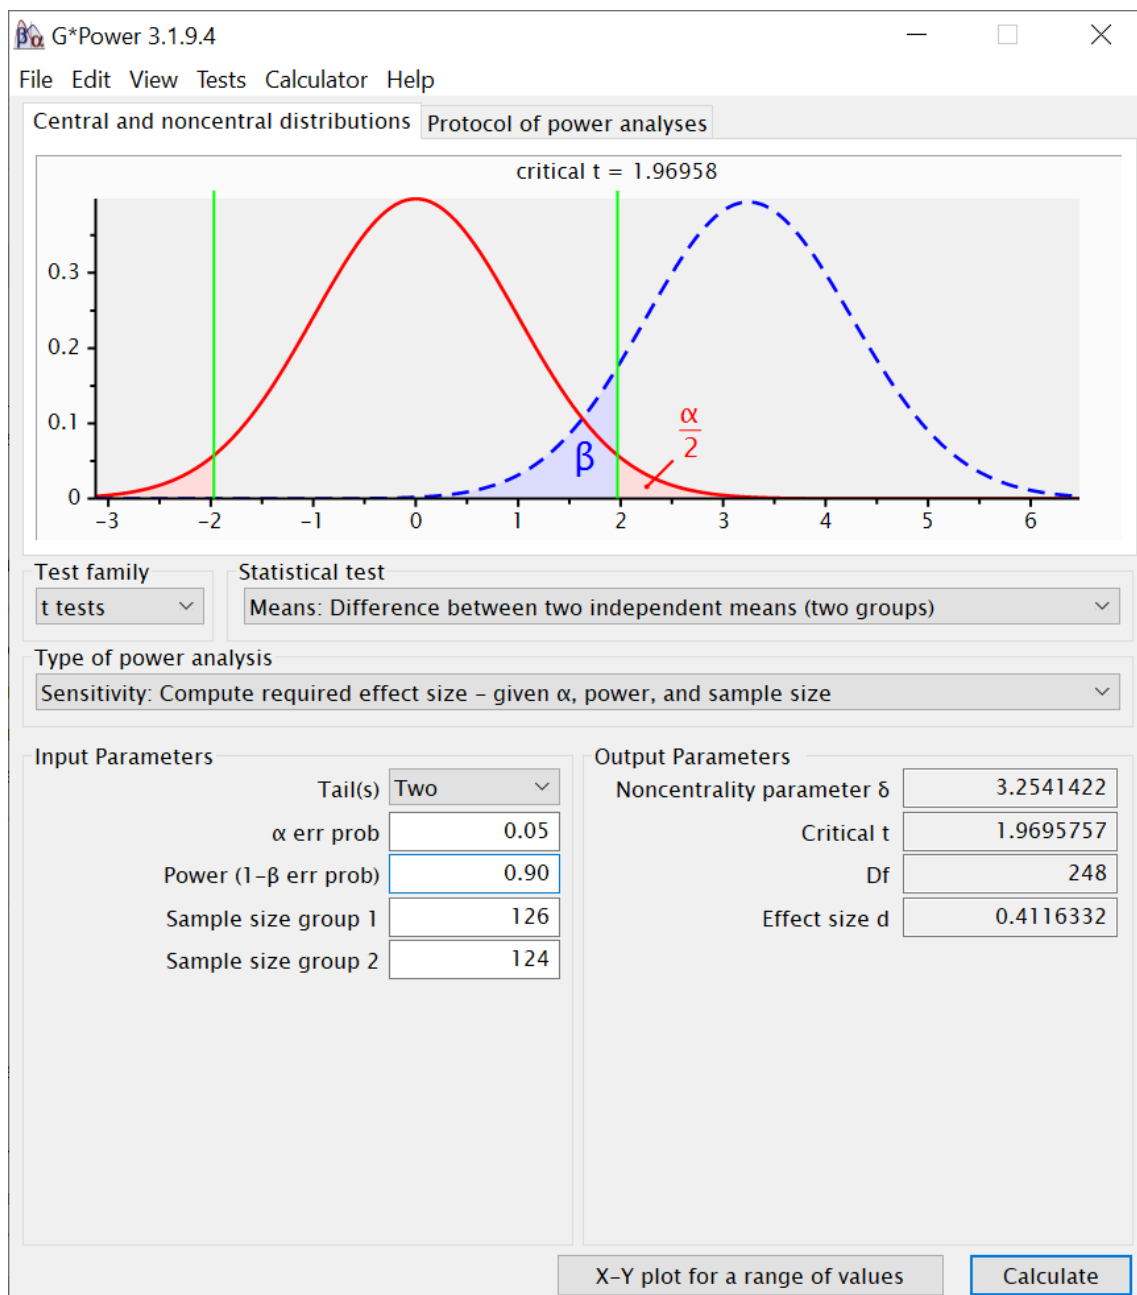 G*Power 3.1.9.4
File Edit View Tests Calculator Help
Central and noncentral distributions Protocol of power analyses
critical t = 1.96958
0.3
0.2
0.1
0
α
2
β
-3 -2 -1 0 1 2 3 4 5 6
Test family Statistical test
t tests Means: Difference between two independent means (two groups)
Type of power analysis
Sensitivity: Compute required effect size – given α, power, and sample size
Input Parameters Output Parameters
Tail(s) Two Noncentrality parameter δ 3.2541422
α err prob 0.05 Critical t 1.9695757
Power (1-β err prob) 0.90 Df 248
Sample size group 1 126 Effect size d 0.4116332
Sample size group 2 124
X-Y plot for a range of values Calculate